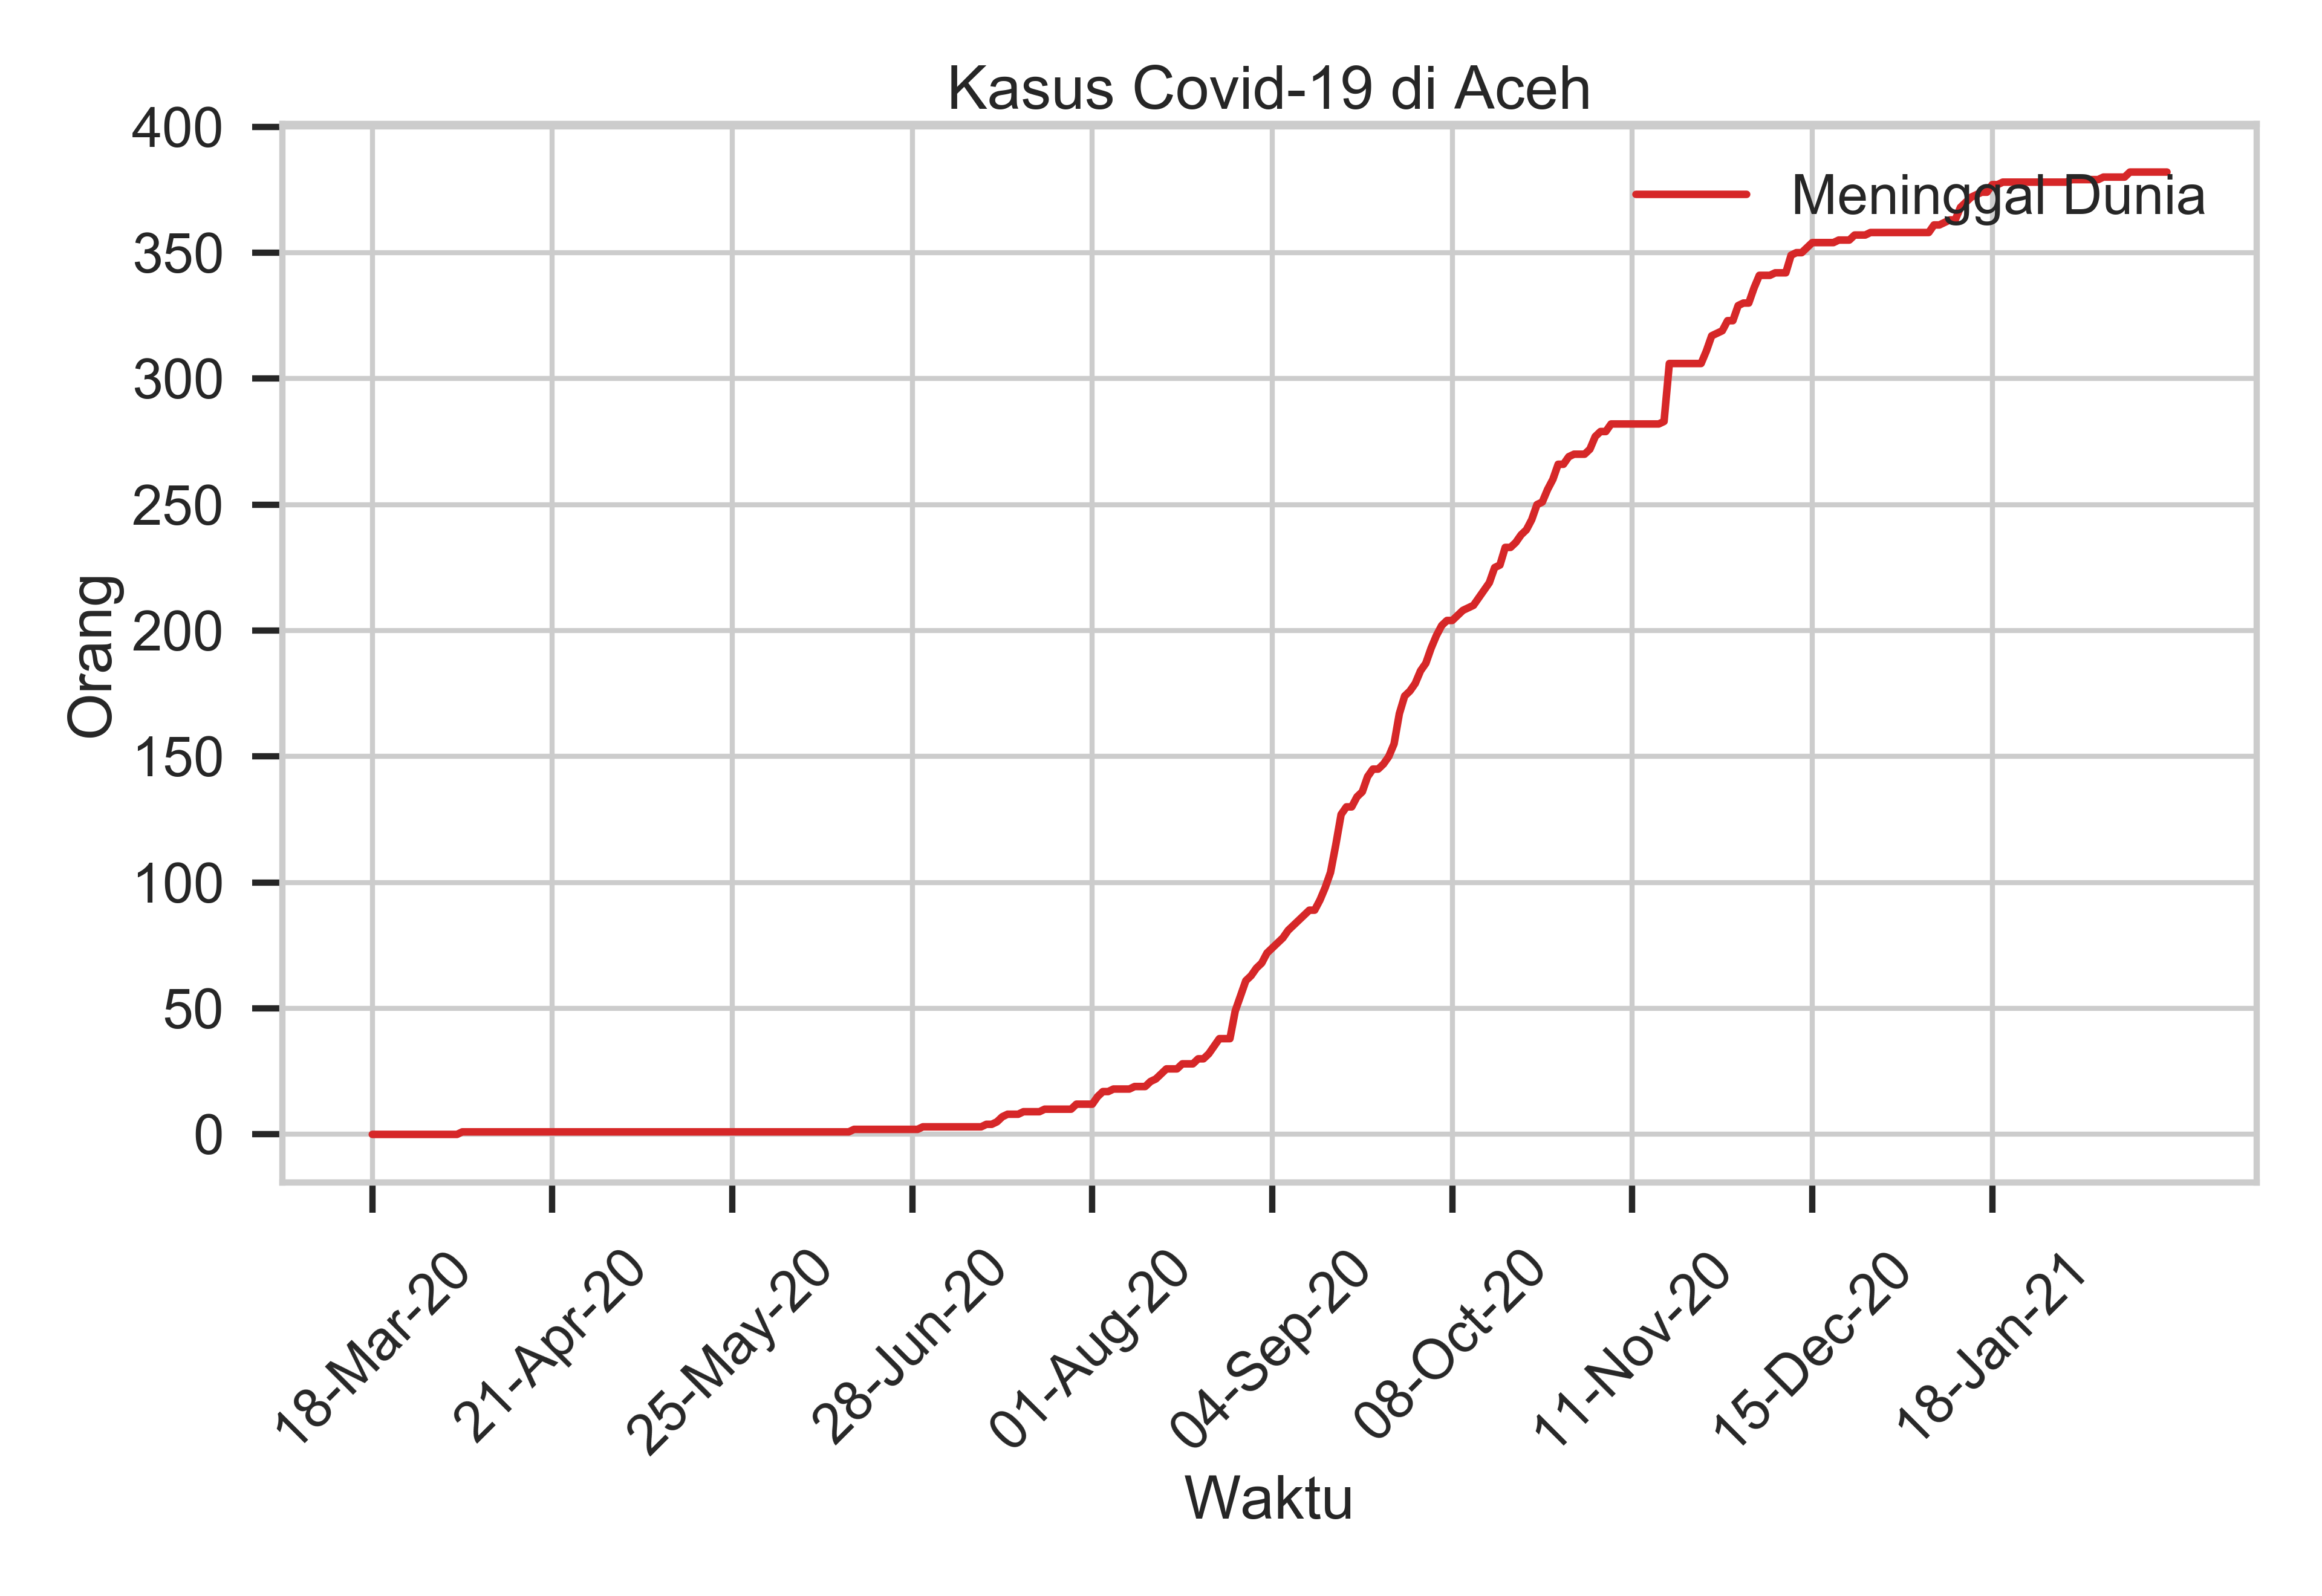 Kasus Covid-19 di Aceh
Meninggal Dunia
400
350
300
250
200
150
100
50
0
Orang
18-Mar-20
21-Apr-20
25-May-20
28-Jun-20
01-Aug-20
04-Sep-20
08-Oct-20
11-Nov-20
15-Dec-20
18-Jan-21
Waktu